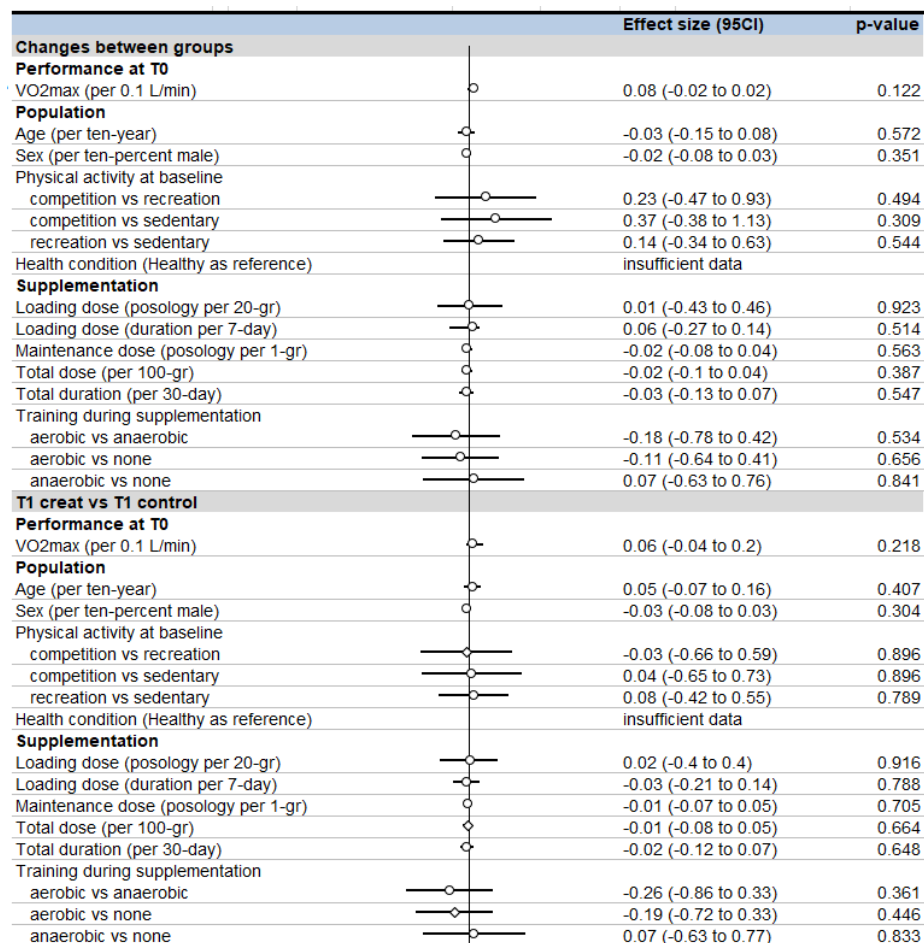 Effect size (95CI) p-value
Changes between groups
Performance at T0
VO2max (per 0.1 L/min) 0.08 (-0.02 to 0.02) 0.122
Population
Age (per ten-year) -0.03 (-0.15 to 0.08) 0.572
Sex (per ten-percent male) -0.02 (-0.08 to 0.03) 0.351
Physical activity at baseline
competition vs recreation 0.23 (-0.47 to 0.93) 0.494
competition vs sedentary 0.37 (-0.38 to 1.13) 0.309
recreation vs sedentary 0.14 (-0.34 to 0.63) 0.544
Health condition (Healthy as reference) insufficient data
Supplementation
Loading dose (posology per 20-gr) 0.01 (-0.43 to 0.46) 0.923
Loading dose (duration per 7-day) 0.06 (-0.27 to 0.14) 0.514
Maintenance dose (posology per 1-gr) -0.02 (-0.08 to 0.04) 0.563
Total dose (per 100-gr) -0.02 (-0.1 to 0.04) 0.387
Total duration (per 30-day) -0.03 (-0.13 to 0.07) 0.547
Training during supplementation
aerobic vs anaerobic -0.18 (-0.78 to 0.42) 0.534
aerobic vs none -0.11 (-0.64 to 0.41) 0.656
anaerobic vs none 0.07 (-0.63 to 0.76) 0.841
T1 creat vs T1 control
Performance at T0
VO2max (per 0.1 L/min) 0.06 (-0.04 to 0.2) 0.218
Population
Age (per ten-year) 0.05 (-0.07 to 0.16) 0.407
Sex (per ten-percent male) -0.03 (-0.08 to 0.03) 0.304
Physical activity at baseline
competition vs recreation -0.03 (-0.66 to 0.59) 0.896
competition vs sedentary 0.04 (-0.65 to 0.73) 0.896
recreation vs sedentary 0.08 (-0.42 to 0.55) 0.789
Health condition (Healthy as reference) insufficient data
Supplementation
Loading dose (posology per 20-gr) 0.02 (-0.4 to 0.4) 0.916
Loading dose (duration per 7-day) -0.03 (-0.21 to 0.14) 0.788
Maintenance dose (posology per 1-gr) -0.01 (-0.07 to 0.05) 0.705
Total dose (per 100-gr) -0.01 (-0.08 to 0.05) 0.664
Total duration (per 30-day) -0.02 (-0.12 to 0.07) 0.648
Training during supplementation
aerobic vs anaerobic -0.26 (-0.86 to 0.33) 0.361
aerobic vs none -0.19 (-0.72 to 0.33) 0.446
anaerobic vs none 0.07 (-0.63 to 0.77) 0.833